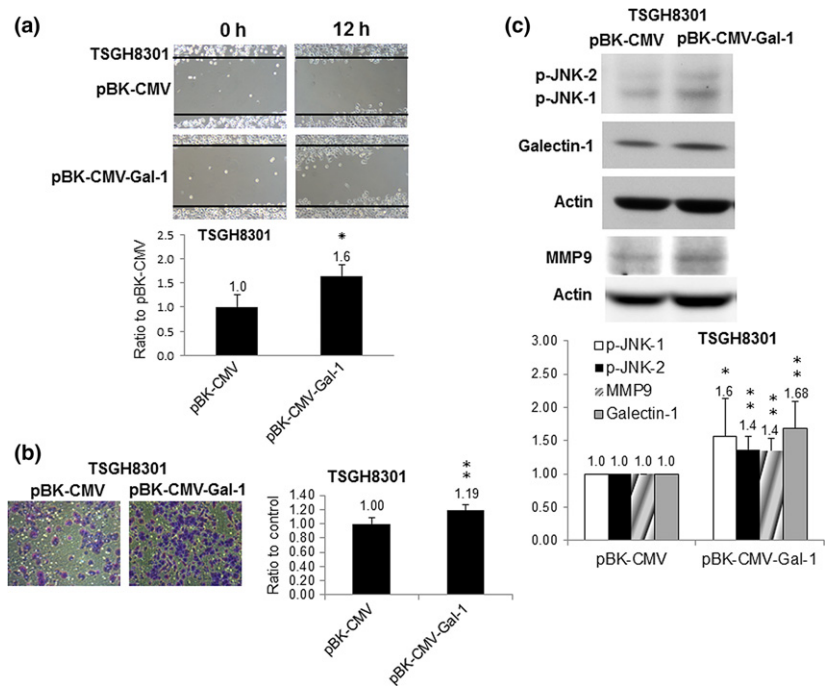 (a)
0 h 12 h
TSGH8301
pBK-CMV
pBK-CMV-Gal-1
TSGH8301
Ratio to pBK-CMV
2.5
2.0
1.5
1.0
0.5
0.0
1.0
*
1.6
pBK-CMV
pBK-CMV-Gal-1
(b)
TSGH8301
pBK-CMV pBK-CMV-Gal-1
TSGH8301
Ratio to control
1.40
1.20
1.00
0.80
0.60
0.40
0.20
0.00
1.00
**
1.19
pBK-CMV
pBK-CMV-Gal-1
(c)
TSGH8301
pBK-CMV pBK-CMV-Gal-1
p-JNK-2
p-JNK-1
Galectin-1
Actin
MMP9
Actin
TSGH8301
p-JNK-1
p-JNK-2
MMP9
Galectin-1
3.00
2.50
2.00
1.50
1.00
0.50
0.00
1.0 1.0 1.0 1.0
*
1.6
**
1.4
**
1.4
**
1.68
pBK-CMV pBK-CMV-Gal-1